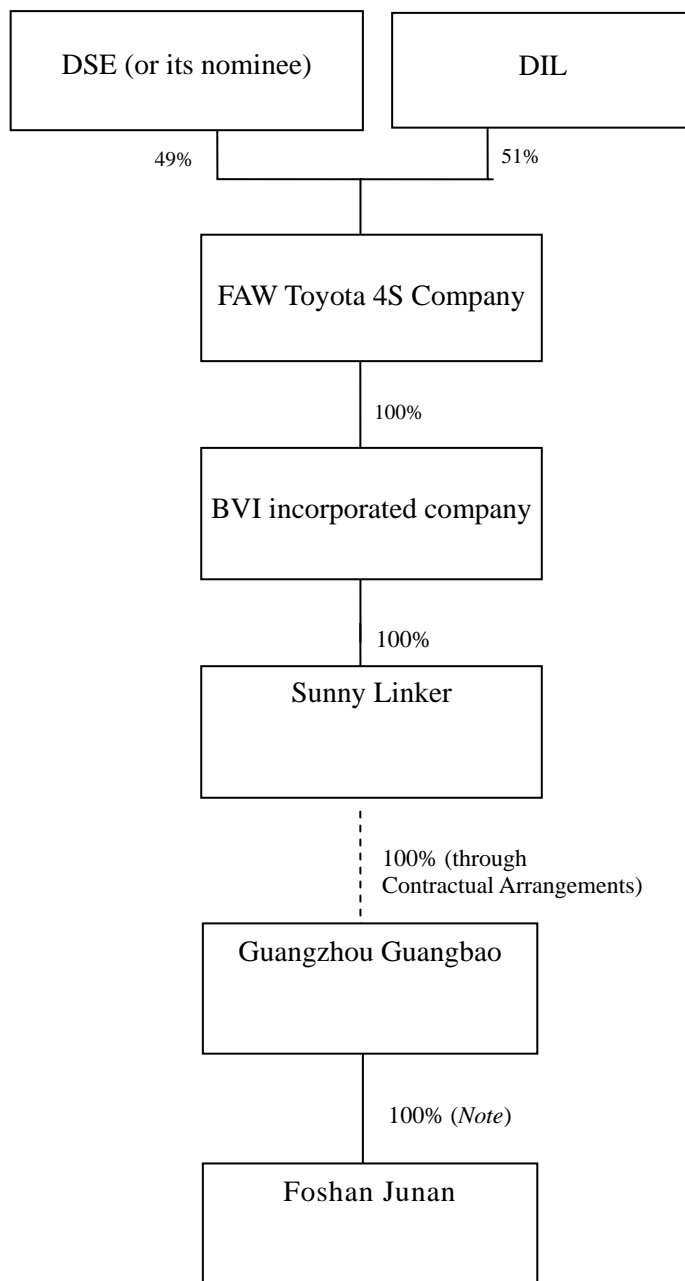 DSE (or its nominee)
DIL
49%
51%
FAW Toyota 4S Company
100%
BVI incorporated company
100%
Sunny Linker
100% (through
Contractual Arrangements)
Guangzhou Guangbao
100% (Note)
Foshan Junan